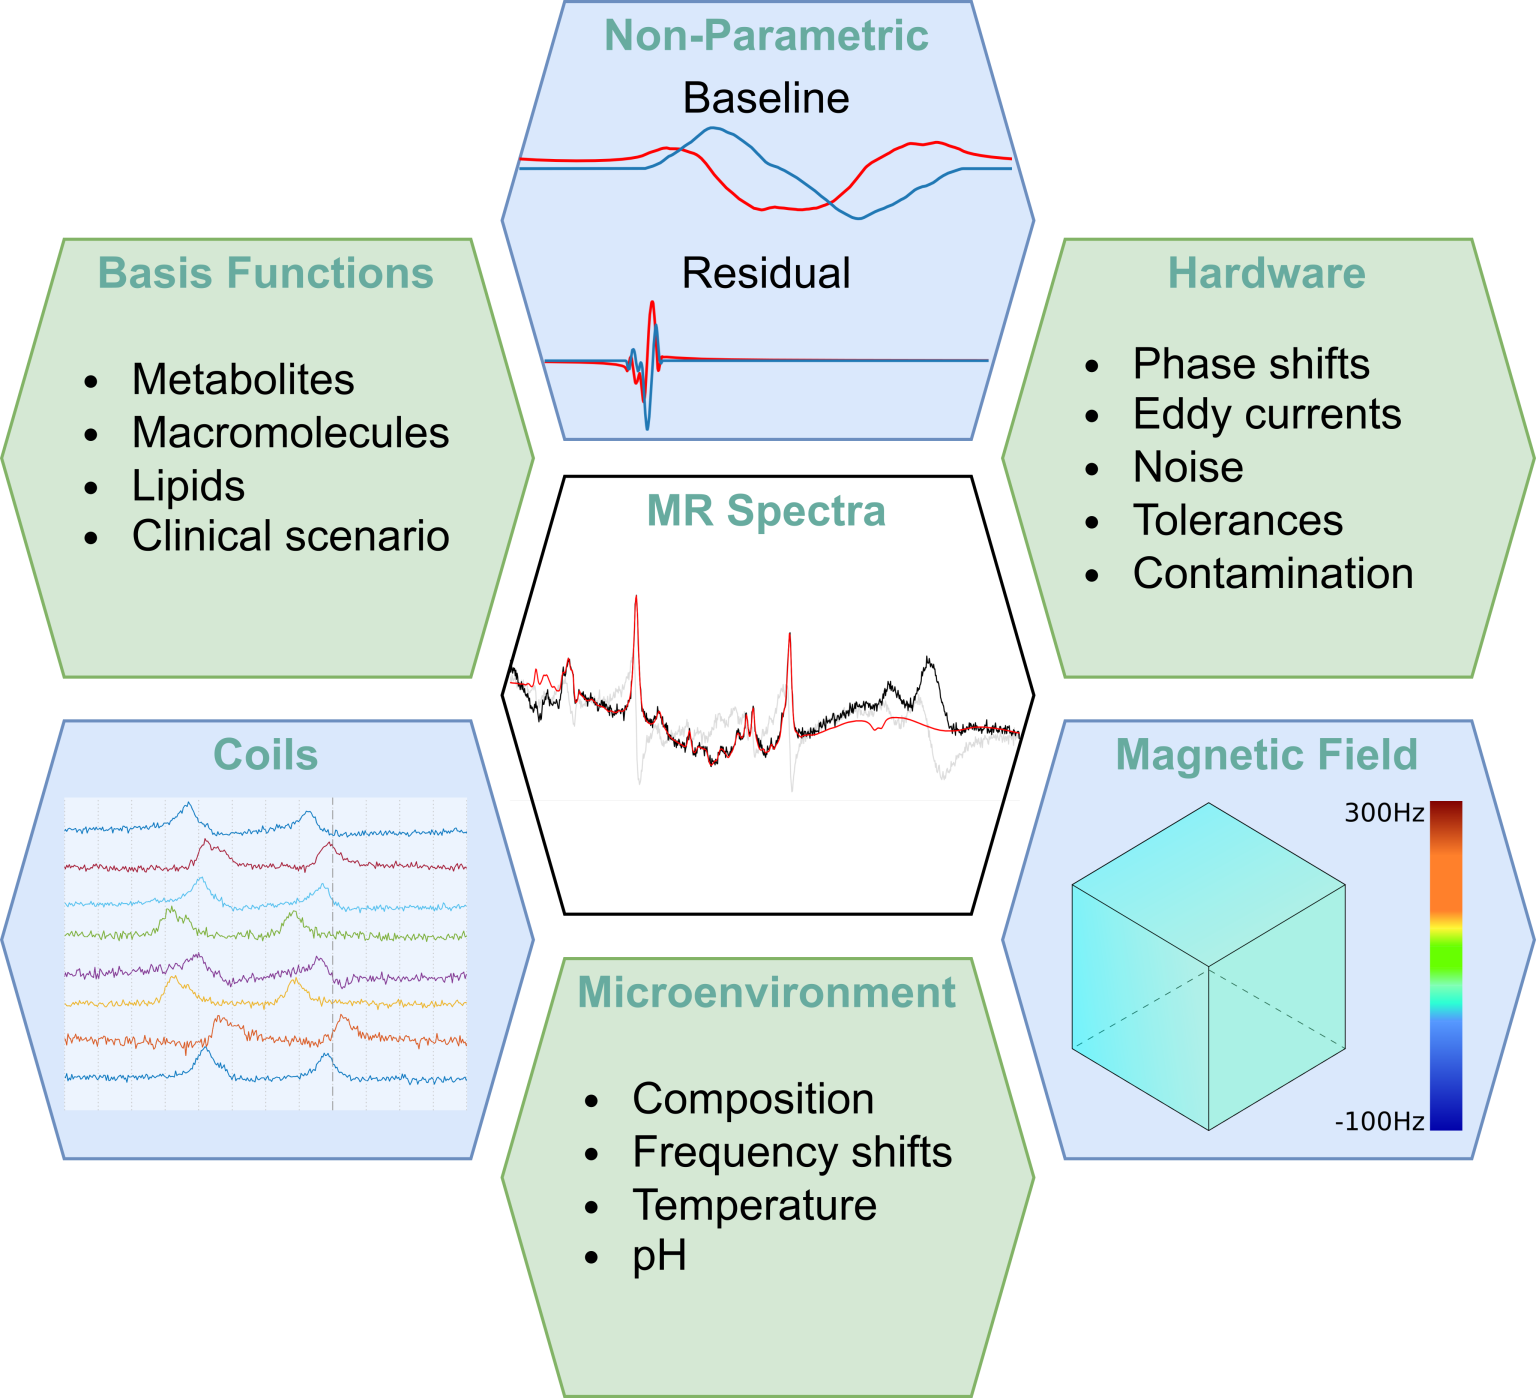 Non-Parametric
Baseline
Residual
Basis Functions
• Metabolites
• Macromolecules
• Lipids
• Clinical scenario
Hardware
• Phase shifts
• Eddy currents
• Noise
• Tolerances
• Contamination
MR Spectra
Coils
Magnetic Field
300Hz
-100Hz
Microenvironment
• Composition
• Frequency shifts
• Temperature
• pH